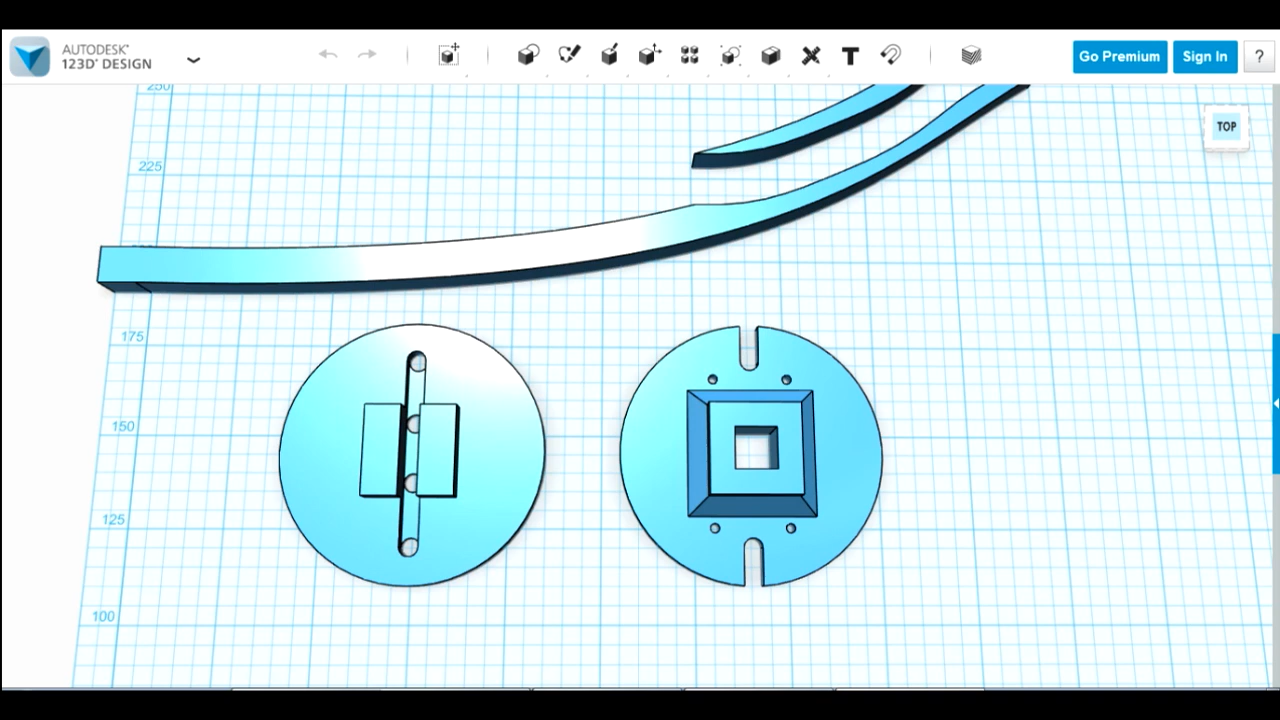 AUTODESK®
123D® DESIGN
T
Go Premium
Sign In
?
TOP
250
225
175
150
125
100